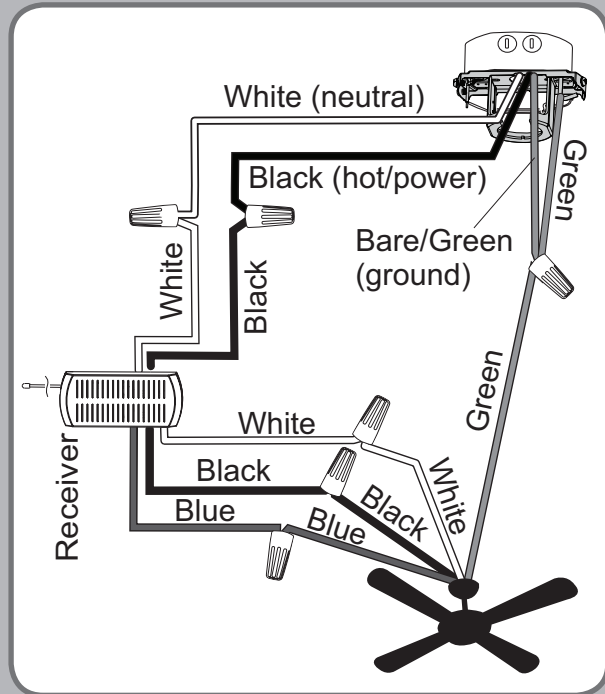 White (neutral)
Black (hot/power)
Green
Bare/Green
(ground)
White
Black
Green
Receiver
White
White
Black
Black
Blue
Blue